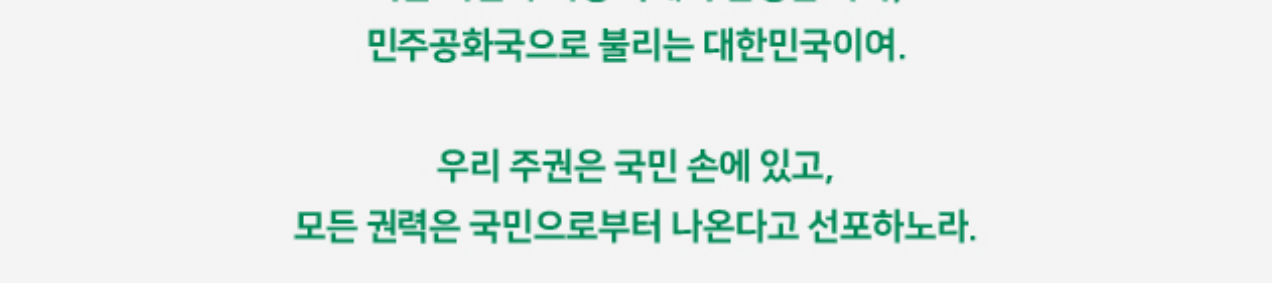 민주공화국으로 불리는 대한민국이여.
우리 주권은 국민 손에 있고,
모든 권력은 국민으로부터 나온다고 선포하노라.